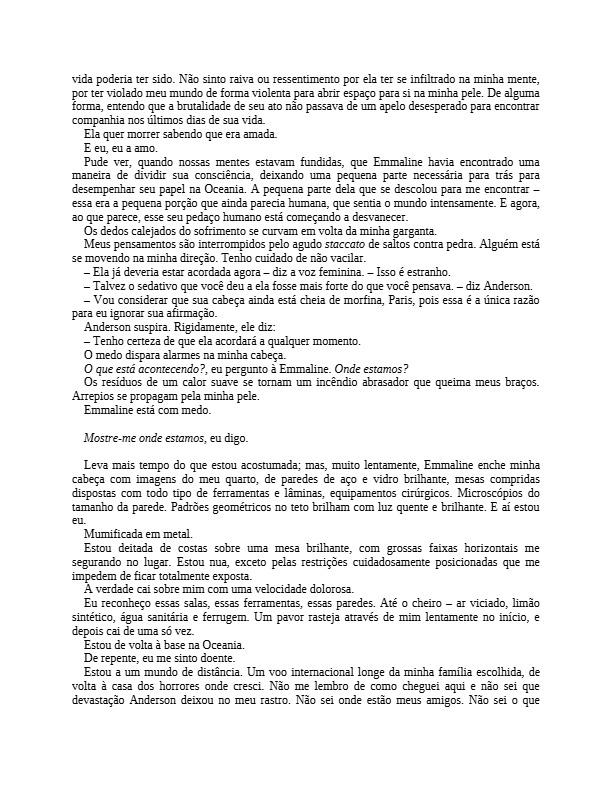 vida poderia ter sido. Não sinto raiva ou ressentimento por ela ter se infiltrado na minha mente,
por ter violado meu mundo de forma violenta para abrir espaço para si na minha pele. De alguma
forma, entendo que a brutalidade de seu ato não passava de um apelo desesperado para encontrar
companhia nos últimos dias de sua vida.
Ela quer morrer sabendo que era amada.
E eu, eu a amo.
Pude ver, quando nossas mentes estavam fundidas, que Emmaline havia encontrado uma
maneira de dividir sua consciência, deixando uma pequena parte necessária para trás para
desempenhar seu papel na Oceania. A pequena parte dela que se descolou para me encontrar –
essa era a pequena porção que ainda parecia humana, que sentia o mundo intensamente. E agora,
ao que parece, esse seu pedaço humano está começando a desvanecer.
Os dedos calejados do sofrimento se curvam em volta da minha garganta.
Meus pensamentos são interrompidos pelo agudo staccato de saltos contra pedra. Alguém está
se movendo na minha direção. Tenho cuidado de não vacilar.
– Ela já deveria estar acordada agora – diz a voz feminina. – Isso é estranho.
– Talvez o sedativo que você deu a ela fosse mais forte do que você pensava. – diz Anderson.
– Vou considerar que sua cabeça ainda está cheia de morfina, Paris, pois essa é a única razão
para eu ignorar sua afirmação.
Anderson suspira. Rigidamente, ele diz:
– Tenho certeza de que ela acordará a qualquer momento.
O medo dispara alarmes na minha cabeça.
O que está acontecendo?, eu pergunto à Emmaline. Onde estamos?
Os resíduos de um calor suave se tornam um incêndio abrasador que queima meus braços.
Arrepios se propagam pela minha pele.
Emmaline está com medo.
Mostre-me onde estamos, eu digo.
Leva mais tempo do que estou acostumada; mas, muito lentamente, Emmaline enche minha
cabeça com imagens do meu quarto, de paredes de aço e vidro brilhante, mesas compridas
dispostas com todo tipo de ferramentas e lâminas, equipamentos cirúrgicos. Microscópios do
tamanho da parede. Padrões geométricos no teto brilham com luz quente e brilhante. E aí estou
eu.
Mumificada em metal.
Estou deitada de costas sobre uma mesa brilhante, com grossas faixas horizontais me
segurando no lugar. Estou nua, exceto pelas restrições cuidadosamente posicionadas que me
impedem de ficar totalmente exposta.
A verdade cai sobre mim com uma velocidade dolorosa.
Eu reconheço essas salas, essas ferramentas, essas paredes. Até o cheiro – ar viciado, limão
sintético, água sanitária e ferrugem. Um pavor rasteja através de mim lentamente no início, e
depois cai de uma só vez.
Estou de volta à base na Oceania.
De repente, eu me sinto doente.
Estou a um mundo de distância. Um voo internacional longe da minha família escolhida, de
volta à casa dos horrores onde cresci. Não me lembro de como cheguei aqui e não sei que
devastação Anderson deixou no meu rastro. Não sei onde estão meus amigos. Não sei o que